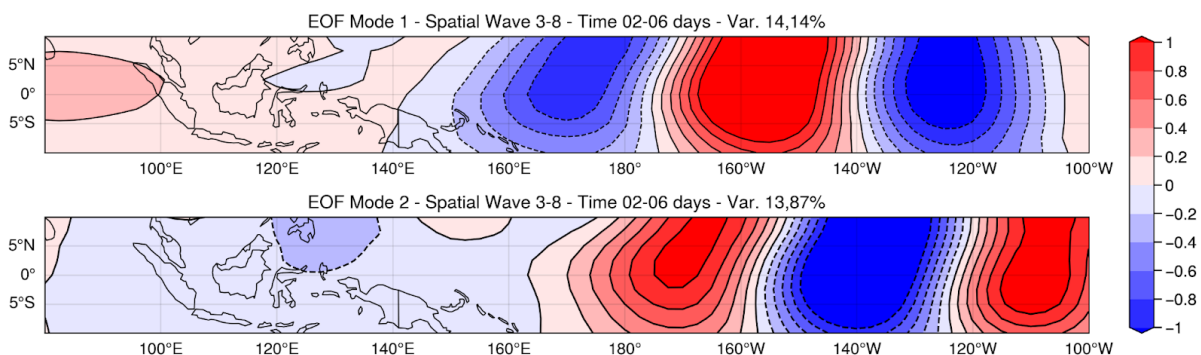 EOF Mode 1 - Spatial Wave 3-8 - Time 02-06 days - Var. 14,14%
5°N
0°
5°S
100°E 120°E 140°E 160°E 180° 160°W 140°W 120°W 100°W
EOF Mode 2 - Spatial Wave 3-8 - Time 02-06 days - Var. 13,87%
5°N
0°
5°S
100°E 120°E 140°E 160°E 180° 160°W 140°W 120°W 100°W
1
0.8
0.6
0.4
0.2
0
−0.2
−0.4
−0.6
−0.8
−1